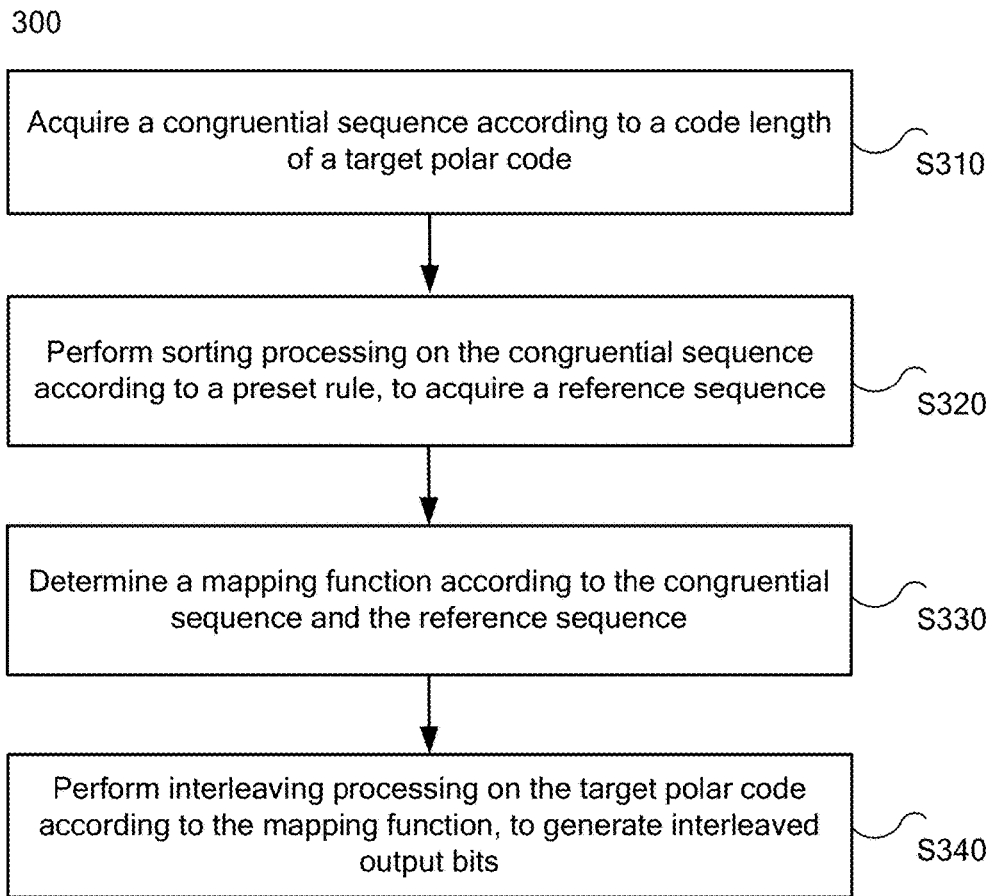 300
Acquire a congruential sequence according to a code length
of a target polar code
S310
Perform sorting processing on the congruential sequence
according to a preset rule, to acquire a reference sequence
S320
Determine a mapping function according to the congruential
sequence and the reference sequence
S330
Perform interleaving processing on the target polar code
according to the mapping function, to generate interleaved
output bits
S340